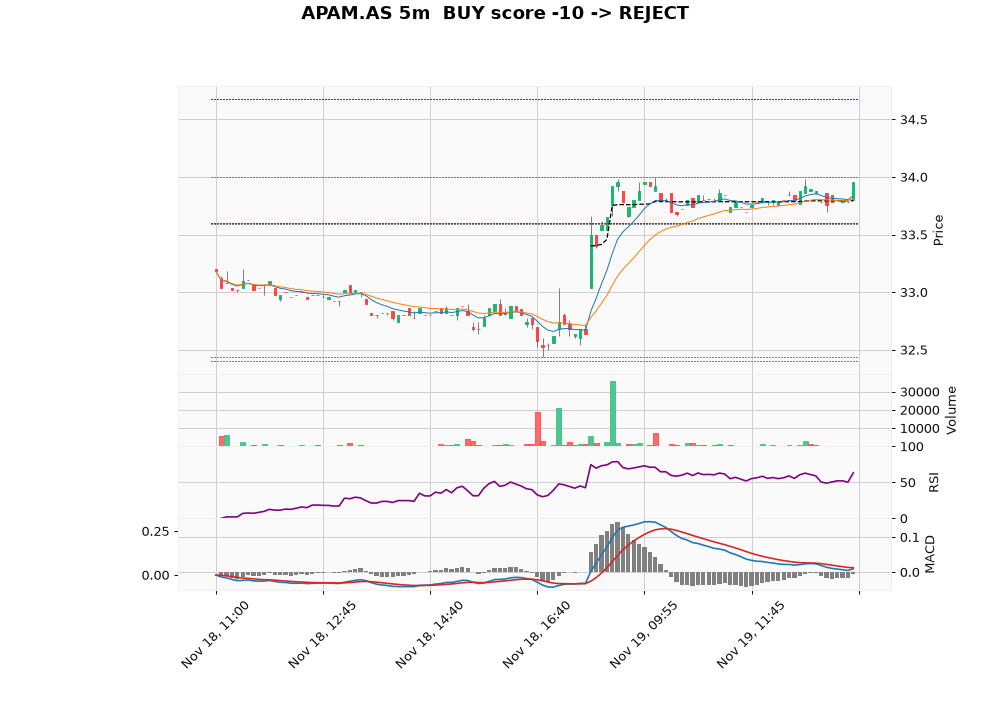 APAM.AS 5m  BUY score -10 -> REJECT
34.5
34.0
33.5
33.0
32.5
Price
30000
20000
10000
Volume
100
50
0
RSI
0.25
0.00
0.1
0.0
MACD
Nov 18, 11:00
Nov 18, 12:45
Nov 18, 14:40
Nov 18, 16:40
Nov 19, 09:55
Nov 19, 11:45